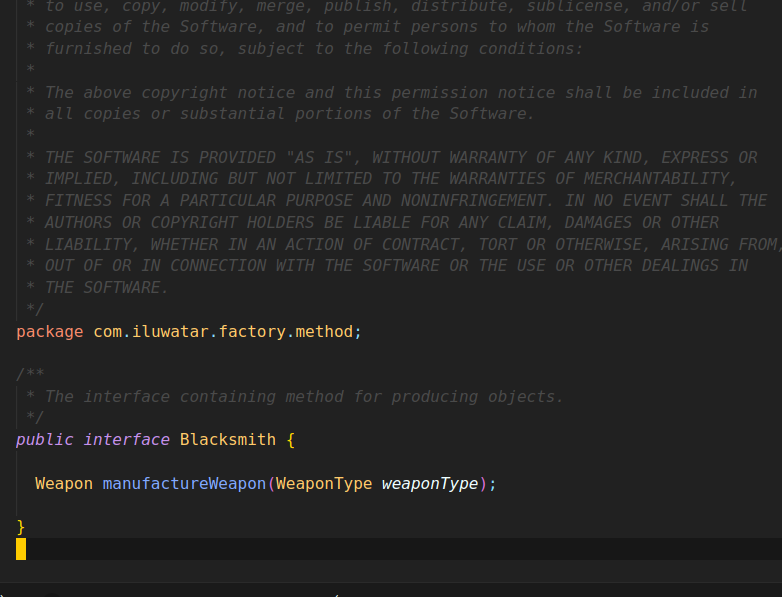 * to use, copy, modify, merge, publish, distribute, sublicense, and/or sell
* copies of the Software, and to permit persons to whom the Software is
* furnished to do so, subject to the following conditions:
*
* The above copyright notice and this permission notice shall be included in
* all copies or substantial portions of the Software.
*
* THE SOFTWARE IS PROVIDED "AS IS", WITHOUT WARRANTY OF ANY KIND, EXPRESS OR
* IMPLIED, INCLUDING BUT NOT LIMITED TO THE WARRANTIES OF MERCHANTABILITY,
* FITNESS FOR A PARTICULAR PURPOSE AND NONINFRINGEMENT. IN NO EVENT SHALL THE
* AUTHORS OR COPYRIGHT HOLDERS BE LIABLE FOR ANY CLAIM, DAMAGES OR OTHER
* LIABILITY, WHETHER IN AN ACTION OF CONTRACT, TORT OR OTHERWISE, ARISING FROM,
* OUT OF OR IN CONNECTION WITH THE SOFTWARE OR THE USE OR OTHER DEALINGS IN
* THE SOFTWARE.
*/
package com.iluwatar.factory.method;
/**
* The interface containing method for producing objects.
*/
public interface Blacksmith {
Weapon manufactureWeapon(WeaponType weaponType);
}